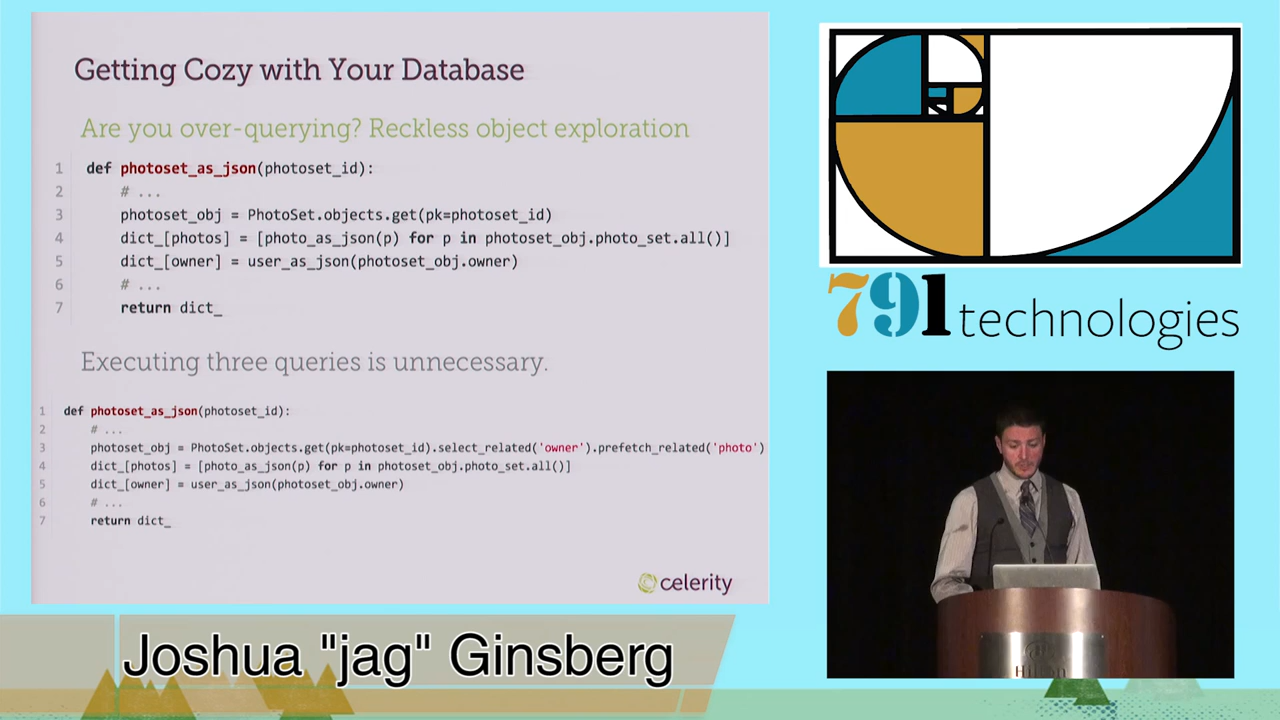 Getting Cozy with Your Database
Are you over-querying? Reckless object exploration
1 def photoset_as_json(photoset_id):
2 # ...
3 photoset_obj = PhotoSet.objects.get(pk=photoset_id)
4 dict_[photos] = [photo_as_json(p) for p in photoset_obj.photo_set.all()]
5 dict_[owner] = user_as_json(photoset_obj.owner)
6 # ...
7 return dict_
Executing three queries is unnecessary.
1 def photoset_as_json(photoset_id):
2 # ...
3 photoset_obj = PhotoSet.objects.get(pk=photoset_id).select_related('owner').prefetch_related('photo')
4 dict_[photos] = [photo_as_json(p) for p in photoset_obj.photo_set.all()]
5 dict_[owner] = user_as_json(photoset_obj.owner)
6 # ...
7 return dict_
celerity
791 technologies
Hilton
Joshua "jag" Ginsberg